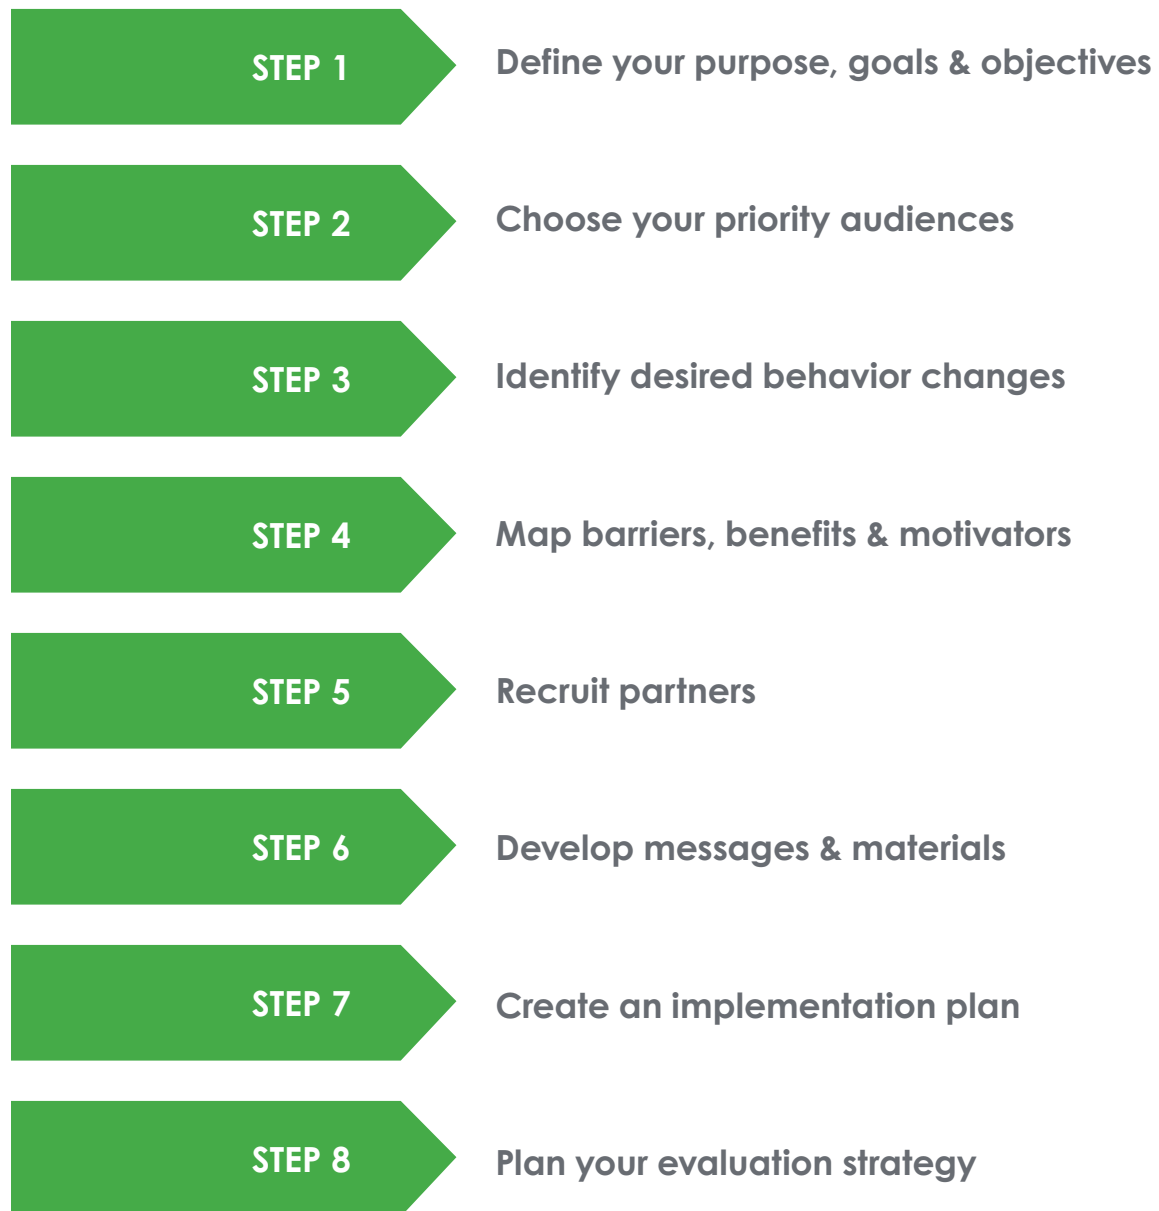 STEP 1
Define your purpose, goals & objectives
STEP 2
Choose your priority audiences
STEP 3
Identify desired behavior changes
STEP 4
Map barriers, benefits & motivators
STEP 5
Recruit partners
STEP 6
Develop messages & materials
STEP 7
Create an implementation plan
STEP 8
Plan your evaluation strategy